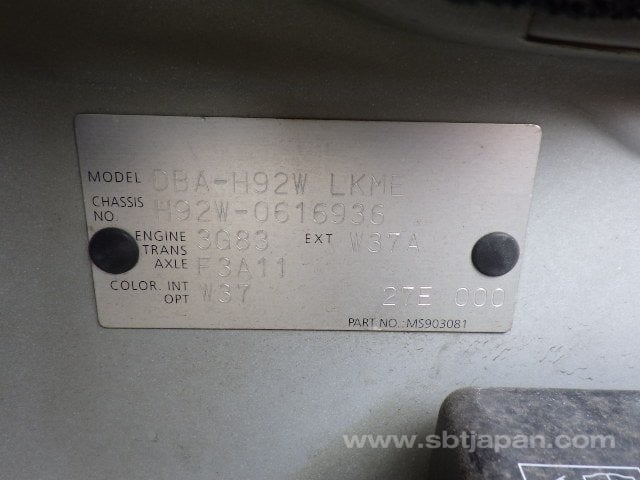 MODEL DBA-H92W LKME
CHASSIS NO. H92W-0616936
ENGINE 3G83 EXT W37A
TRANS AXLE F3A11
COLOR. INT W37
OPT 27E 000
PART NO.:MS903081
www.sbtjapan.com